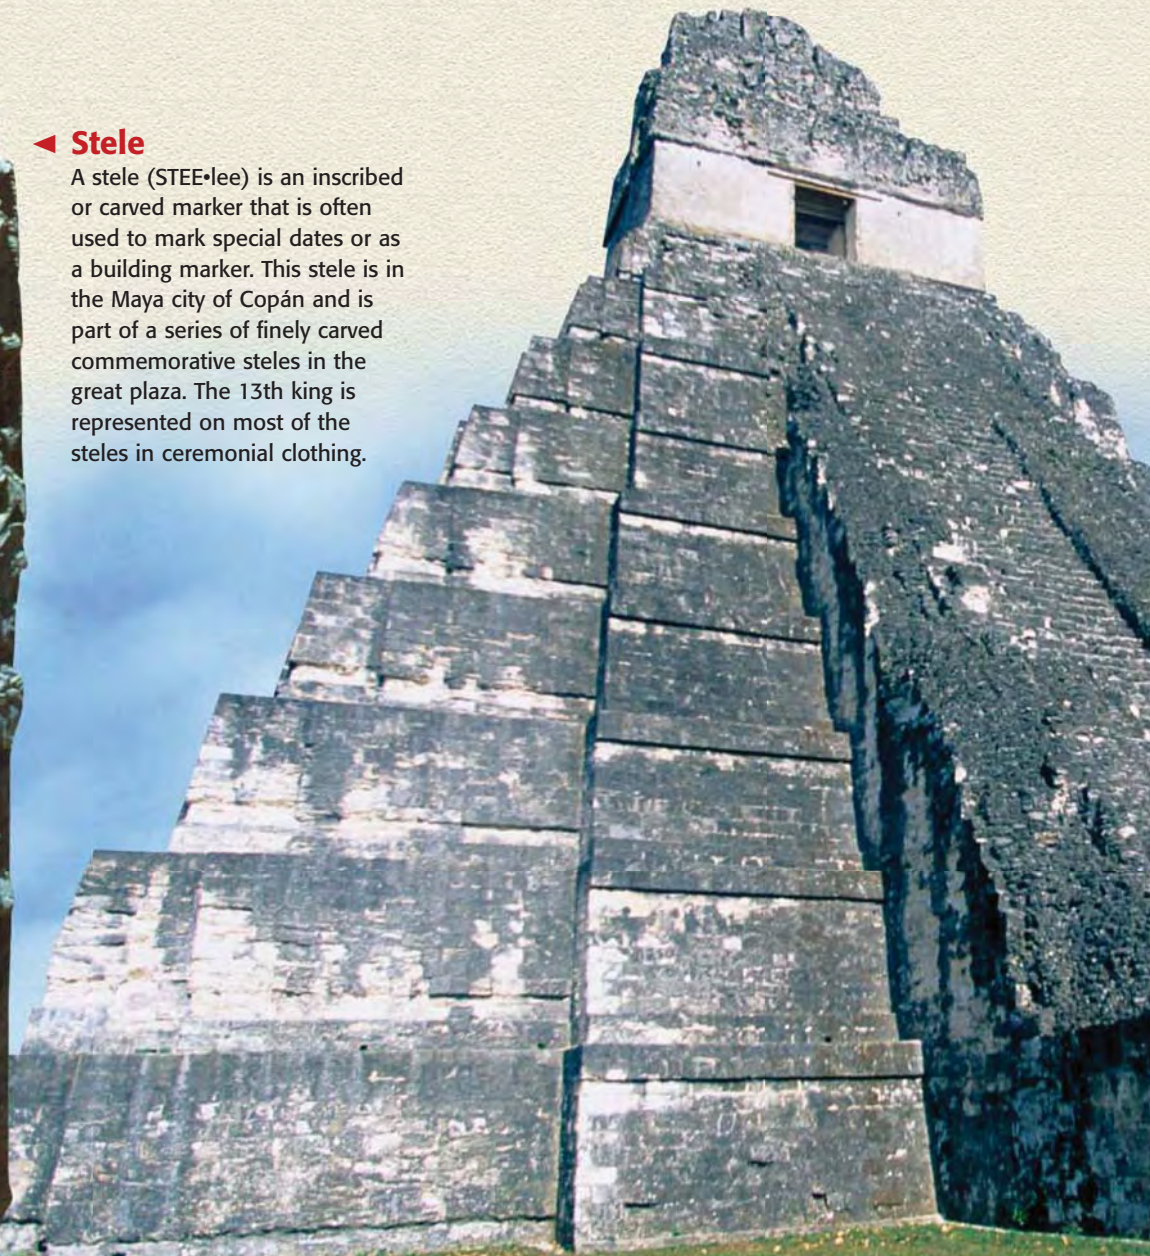 Stele
A stele (STEE•lee) is an inscribed
or carved marker that is often
used to mark special dates or as
a building marker. This stele is in
the Maya city of Copán and is
part of a series of finely carved
commemorative steles in the
great plaza. The 13th king is
represented on most of the
steles in ceremonial clothing.